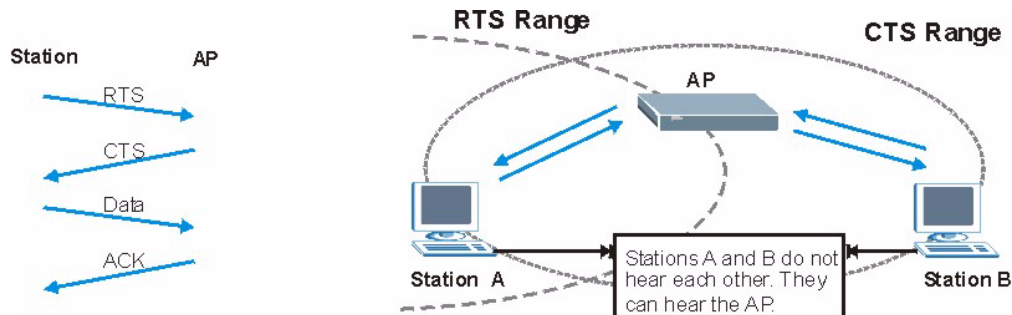 Station
AP
RTS
CTS
Data
ACK
RTS Range
CTS Range
AP
Station A
Station B
Stations A and B do not
hear each other. They
can hear the AP.